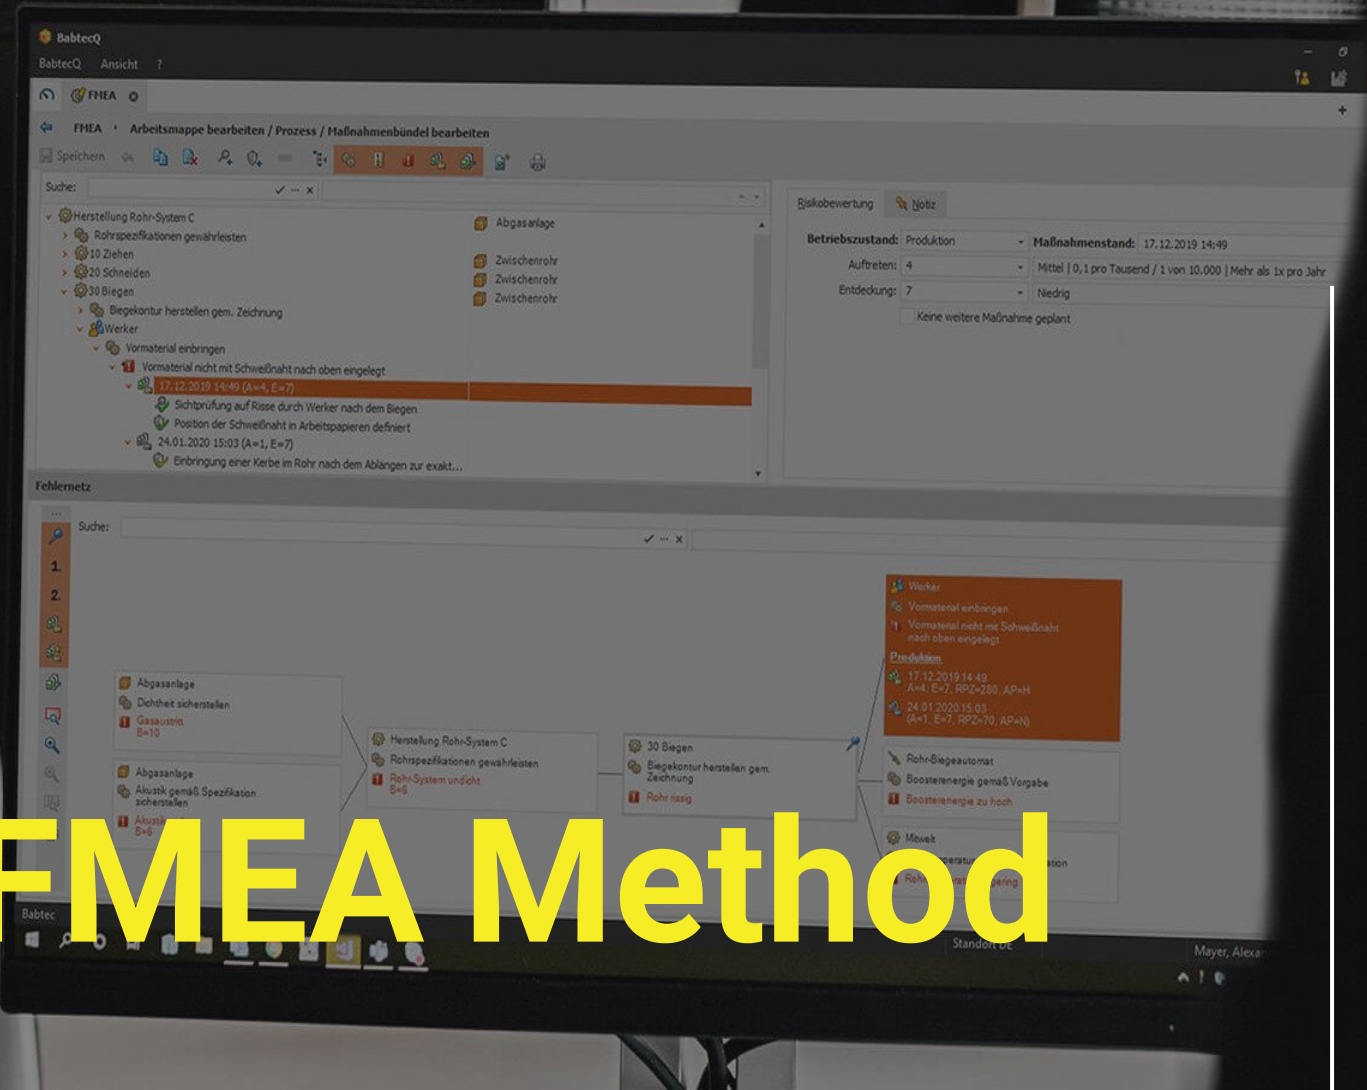 BabtecQ
BabtecQ Ansicht ?
FMEA
FMEA Arbeitsmappe bearbeiten / Prozess / Maßnahmenbündel bearbeiten
Speichern
Suche:
Herstellung Rohr-System C Abgasanlage
Rohrspezifikationen gewährleisten
10 Ziehen Zwischenrohr
20 Schneiden Zwischenrohr
30 Biegen Zwischenrohr
Biegekontur herstellen gem. Zeichnung
Werker
Vormaterial einbringen
Vormaterial nicht mit Schweißnaht nach oben eingelegt
17.12.2019 14:49 (A=4, E=7)
Sichtprüfung auf Risse durch Werker nach dem Biegen
Position der Schweißnaht in Arbeitspapieren definiert
24.01.2020 15:03 (A=1, E=7)
Einbringung einer Kerbe im Rohr nach dem Ablängen zur exakt...
Risikobewertung Notiz
Betriebszustand: Produktion Maßnahmenstand: 17.12.2019 14:49
Auftreten: 4 Mittel | 0,1 pro Tausend / 1 von 10.000 | Mehr als 1x pro Jahr
Entdeckung: 7 Niedrig
Keine weitere Maßnahme geplant
Fehlernetz
Suche:
1.
2.
Abgasanlage
Dichtheit sicherstellen
Gasaustritt
B=10
Abgasanlage
Akustik gemäß Spezifikation
sicherstellen
B=6
Herstellung Rohr-System C
Rohrspezifikationen gewährleisten
Rohr-System undicht
B=6
30 Biegen
Biegekontur herstellen gem.
Zeichnung
Rohr rissig
Werker
Vormaterial einbringen
Vormaterial nicht mit Schweißnaht
nach oben eingelegt
Produktion
17.12.2019 14:49
A=4, E=7, RPZ=280, AP=H
24.01.2020 15:03
(A=1, E=7, RPZ=70, AP=N)
Rohr-Biegeautomat
Boosterenergie gemäß Vorgabe
Boosterenergie zu hoch
Mitwelt
FMEA Method
Babtec
Standort DE
Mayer,